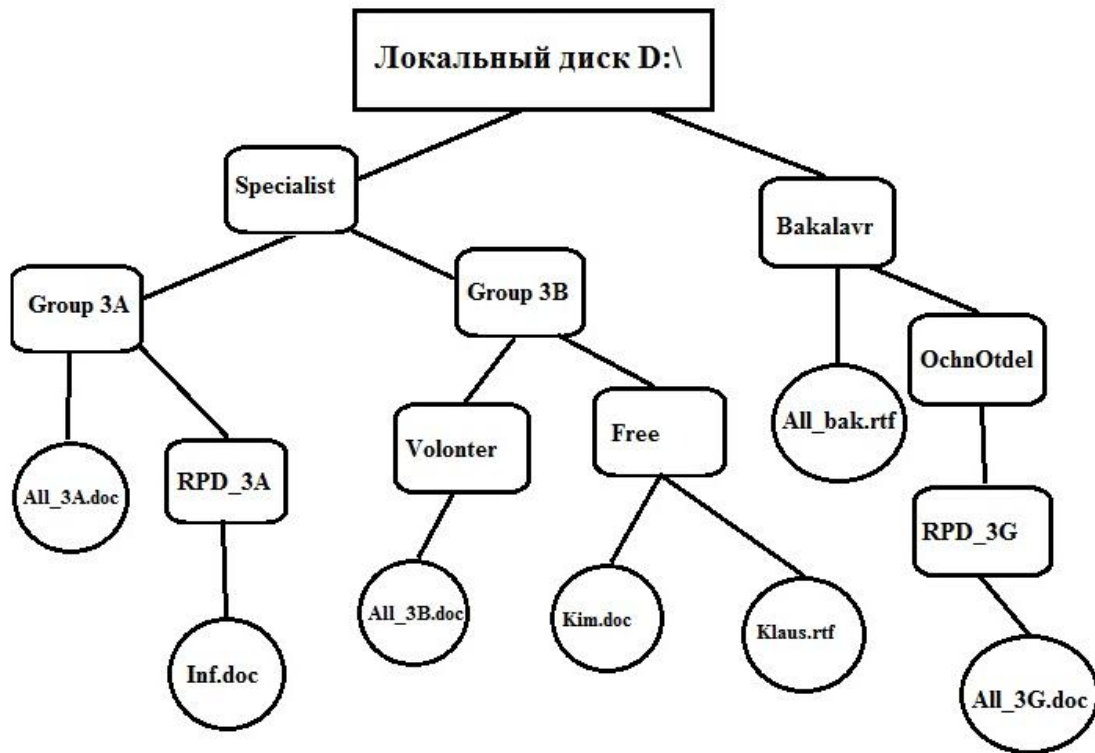 Локальный диск D:\
Specialist
Bakalavr
Group 3A
Group 3B
OchnOtdel
All_bak.rtf
Volonter
Free
RPD_3A
All_3A.doc
RPD_3G
All_3B.doc
Kim.doc
Klaus.rtf
Inf.doc
All_3G.doc